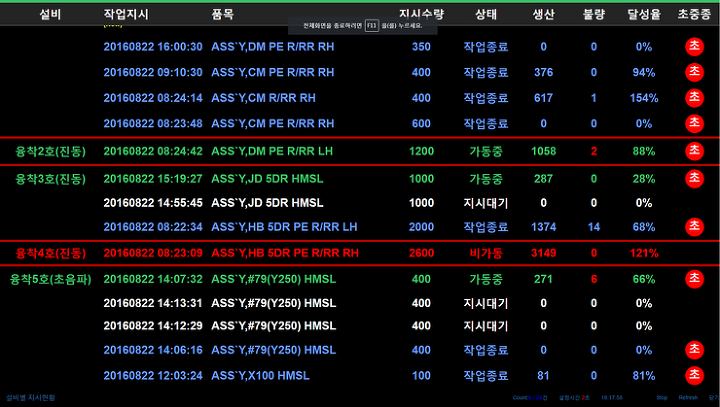 설비 작업지시 품목 지시수량 상태 생산 불량 달성율 초중종
전체화면을 종료하려면 F11 을(를) 누르세요.
20160822 16:00:30 ASS`Y,DM PE R/RR RH 350 작업종료 0 0 0% 초
20160822 09:10:30 ASS`Y,CM PE R/RR RH 400 작업종료 376 0 94% 초
20160822 08:24:14 ASS`Y,CM R/RR RH 400 작업종료 617 1 154% 초
20160822 08:23:48 ASS`Y,CM PE R/RR RH 600 작업종료 0 0 0% 초
융착2호(진동) 20160822 08:24:42 ASS`Y,DM PE R/RR LH 1200 가동중 1058 2 88% 초
융착3호(진동) 20160822 15:19:27 ASS`Y,JD 5DR HMSL 1000 가동중 287 0 28% 초
20160822 14:55:45 ASS`Y,JD 5DR HMSL 1000 지시대기 0 0 0%
20160822 08:22:34 ASS`Y,HB 5DR PE R/RR LH 2000 작업종료 1374 14 68% 초
융착4호(진동) 20160822 08:23:09 ASS`Y,HB 5DR PE R/RR RH 2600 비가동 3149 0 121%
융착5호(초음파) 20160822 14:07:32 ASS`Y,#79(Y250) HMSL 400 가동중 271 6 66% 초
20160822 14:13:31 ASS`Y,#79(Y250) HMSL 400 지시대기 0 0 0%
20160822 14:12:29 ASS`Y,#79(Y250) HMSL 400 지시대기 0 0 0%
20160822 14:06:16 ASS`Y,#79(Y250) HMSL 400 작업종료 0 0 0% 초
20160822 12:03:24 ASS`Y,X100 HMSL 100 작업종료 81 0 81% 초
설비별 지시현황 Count 설정시간 2초 Stop Refresh 닫기